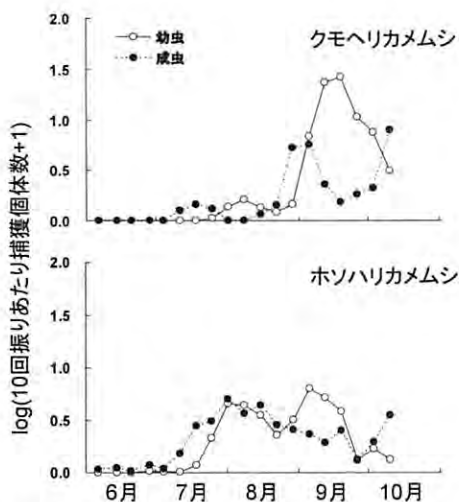 log(10回振りあたり捕獲個体数+1)
クモヘリカメムシ
幼虫
成虫
2.0
1.5
1.0
0.5
0.0
ホソハリカメムシ
2.0
1.5
1.0
0.5
0.0
6月 7月 8月 9月 10月